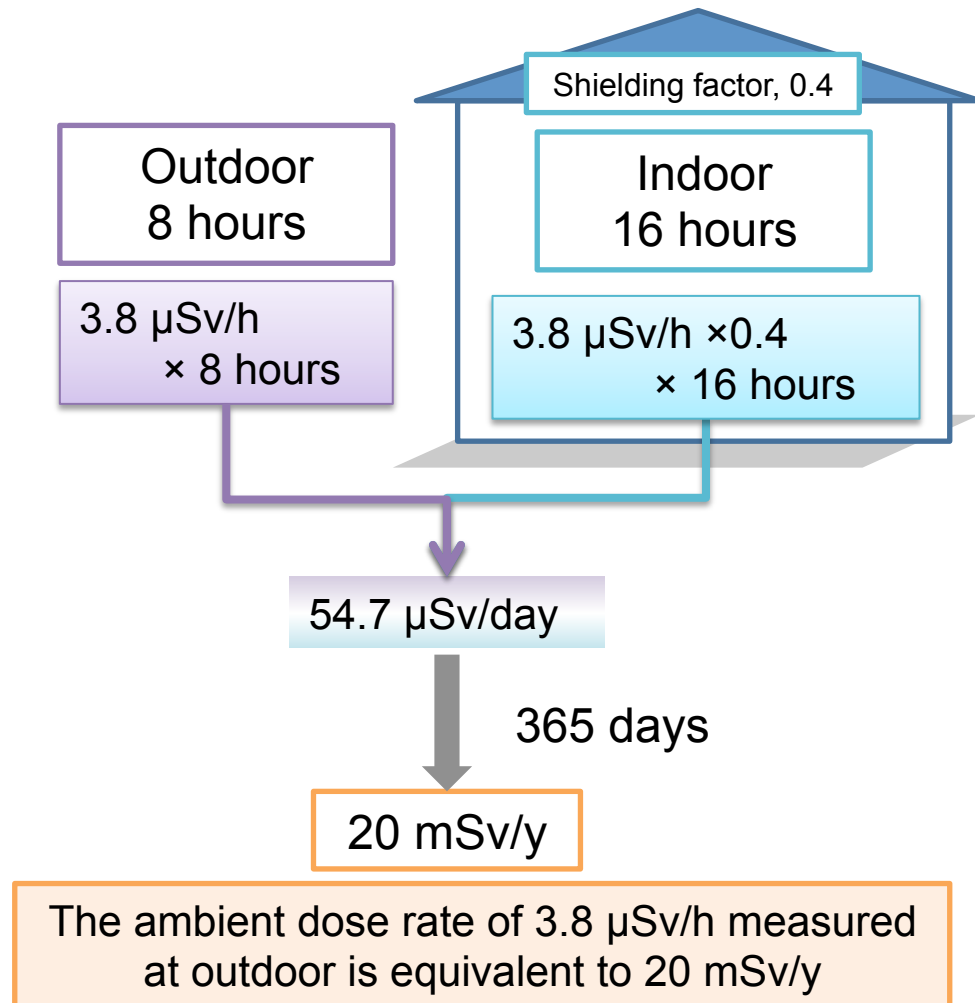 Shielding factor, 0.4
Outdoor
8 hours
Indoor
16 hours
3.8 µSv/h
× 8 hours
3.8 µSv/h ×0.4
× 16 hours
54.7 µSv/day
365 days
20 mSv/y
The ambient dose rate of 3.8 µSv/h measured
at outdoor is equivalent to 20 mSv/y